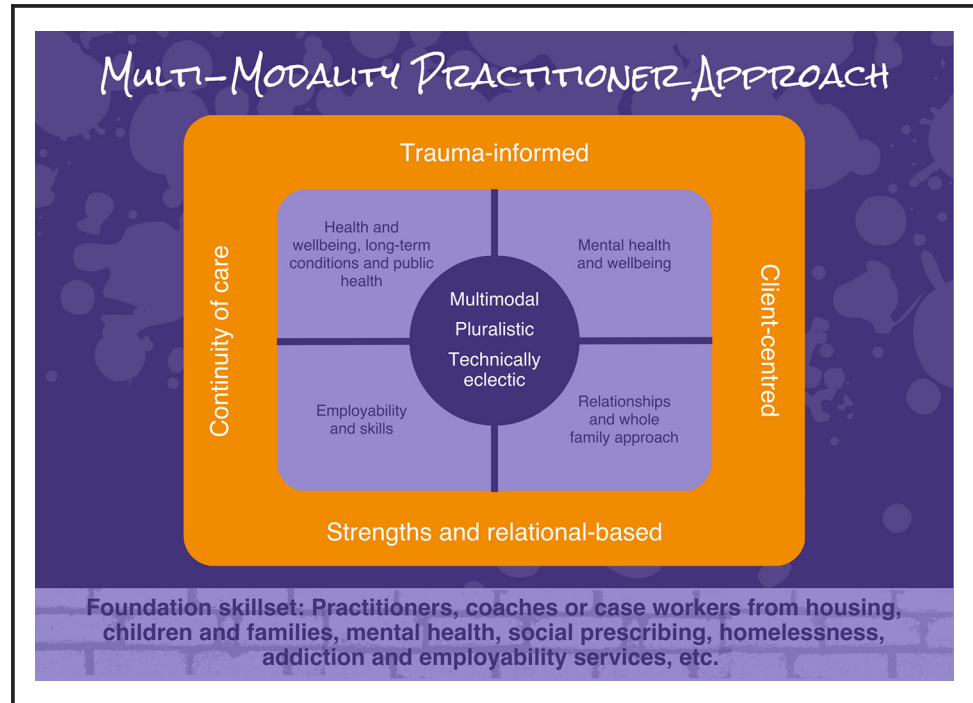 Multi-Modality Practitioner Approach
Trauma-informed
Continuity of care
Health and
wellbeing, long-term
conditions and public
health
Mental health
and wellbeing
Multimodal
Pluralistic
Technically
eclectic
Employability
and skills
Relationships
and whole
family approach
Client-centred
Strengths and relational-based
Foundation skillset: Practitioners, coaches or case workers from housing,
children and families, mental health, social prescribing, homelessness,
addiction and employability services, etc.